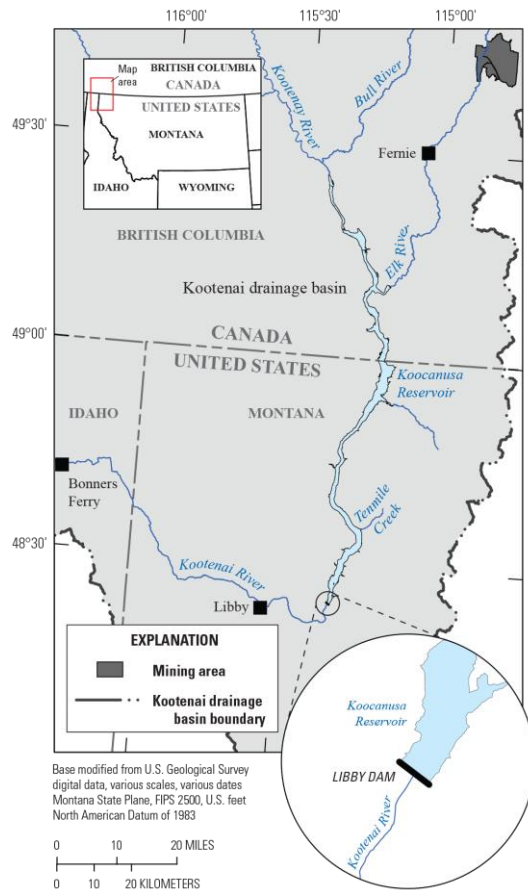 116°00'
115°30'
115°00'
Map
area
BRITISH COLUMBIA
CANADA
UNITED STATES
MONTANA
IDAHO
WYOMING
Kootenay River
Bull River
49°30'
Fernie
BRITISH COLUMBIA
Elk River
Kootenai drainage basin
49°00'
CANADA
UNITED STATES
IDAHO
MONTANA
Koocanusa
Reservoir
Bonners
Ferry
Tenmile
Creek
48°30'
Kootenai River
Libby
EXPLANATION
Mining area
Kootenai drainage
basin boundary
Koocanusa
Reservoir
LIBBY DAM
Kootenai River
Base modified from U.S. Geological Survey
digital data, various scales, various dates
Montana State Plane, FIPS 2500, U.S. feet
North American Datum of 1983
0 10 20 MILES
0 10 20 KILOMETERS